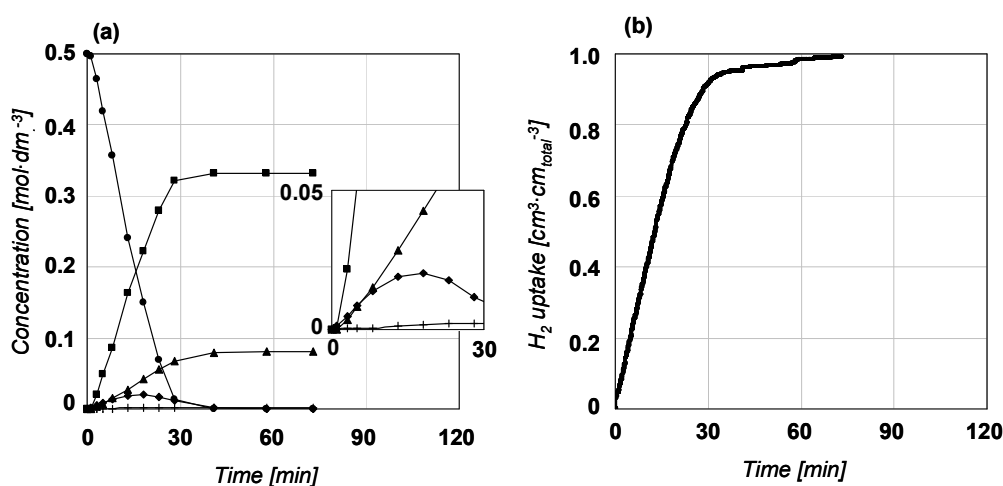 (a)
0.5
0.4
0.3
0.2
0.1
0
Concentration [mol·dm⁻³]
0 30 60 90 120
Time [min]
0.05
0
0 30
(b)
1.0
0.8
0.6
0.4
0.2
0
H₂ uptake [cm³·cm_total⁻³]
0 30 60 90 120
Time [min]